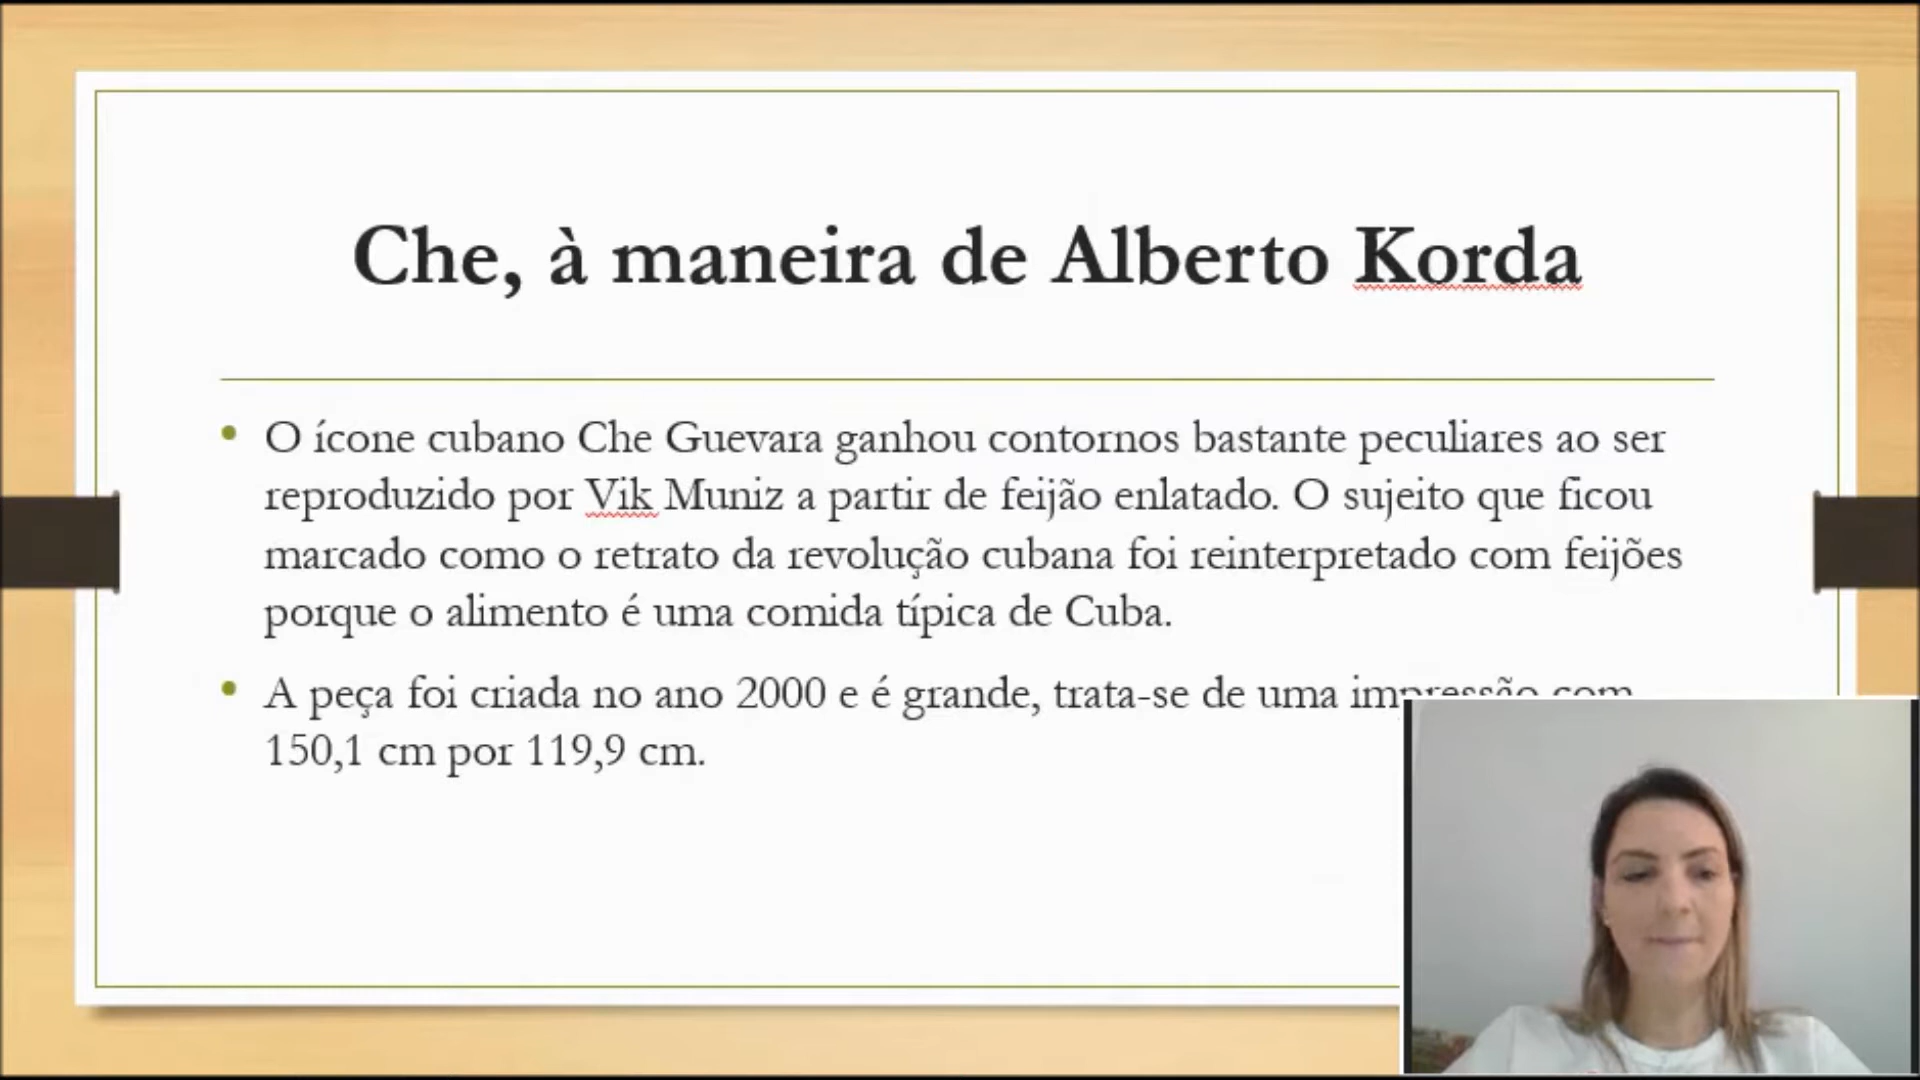 Che, à maneira de Alberto Korda
O ícone cubano Che Guevara ganhou contornos bastante peculiares ao ser
reproduzido por Vik Muniz a partir de feijão enlatado. O sujeito que ficou
marcado como o retrato da revolução cubana foi reinterpretado com feijões
porque o alimento é uma comida típica de Cuba.
A peça foi criada no ano 2000 e é grande, trata-se de uma impressão com
150,1 cm por 119,9 cm.